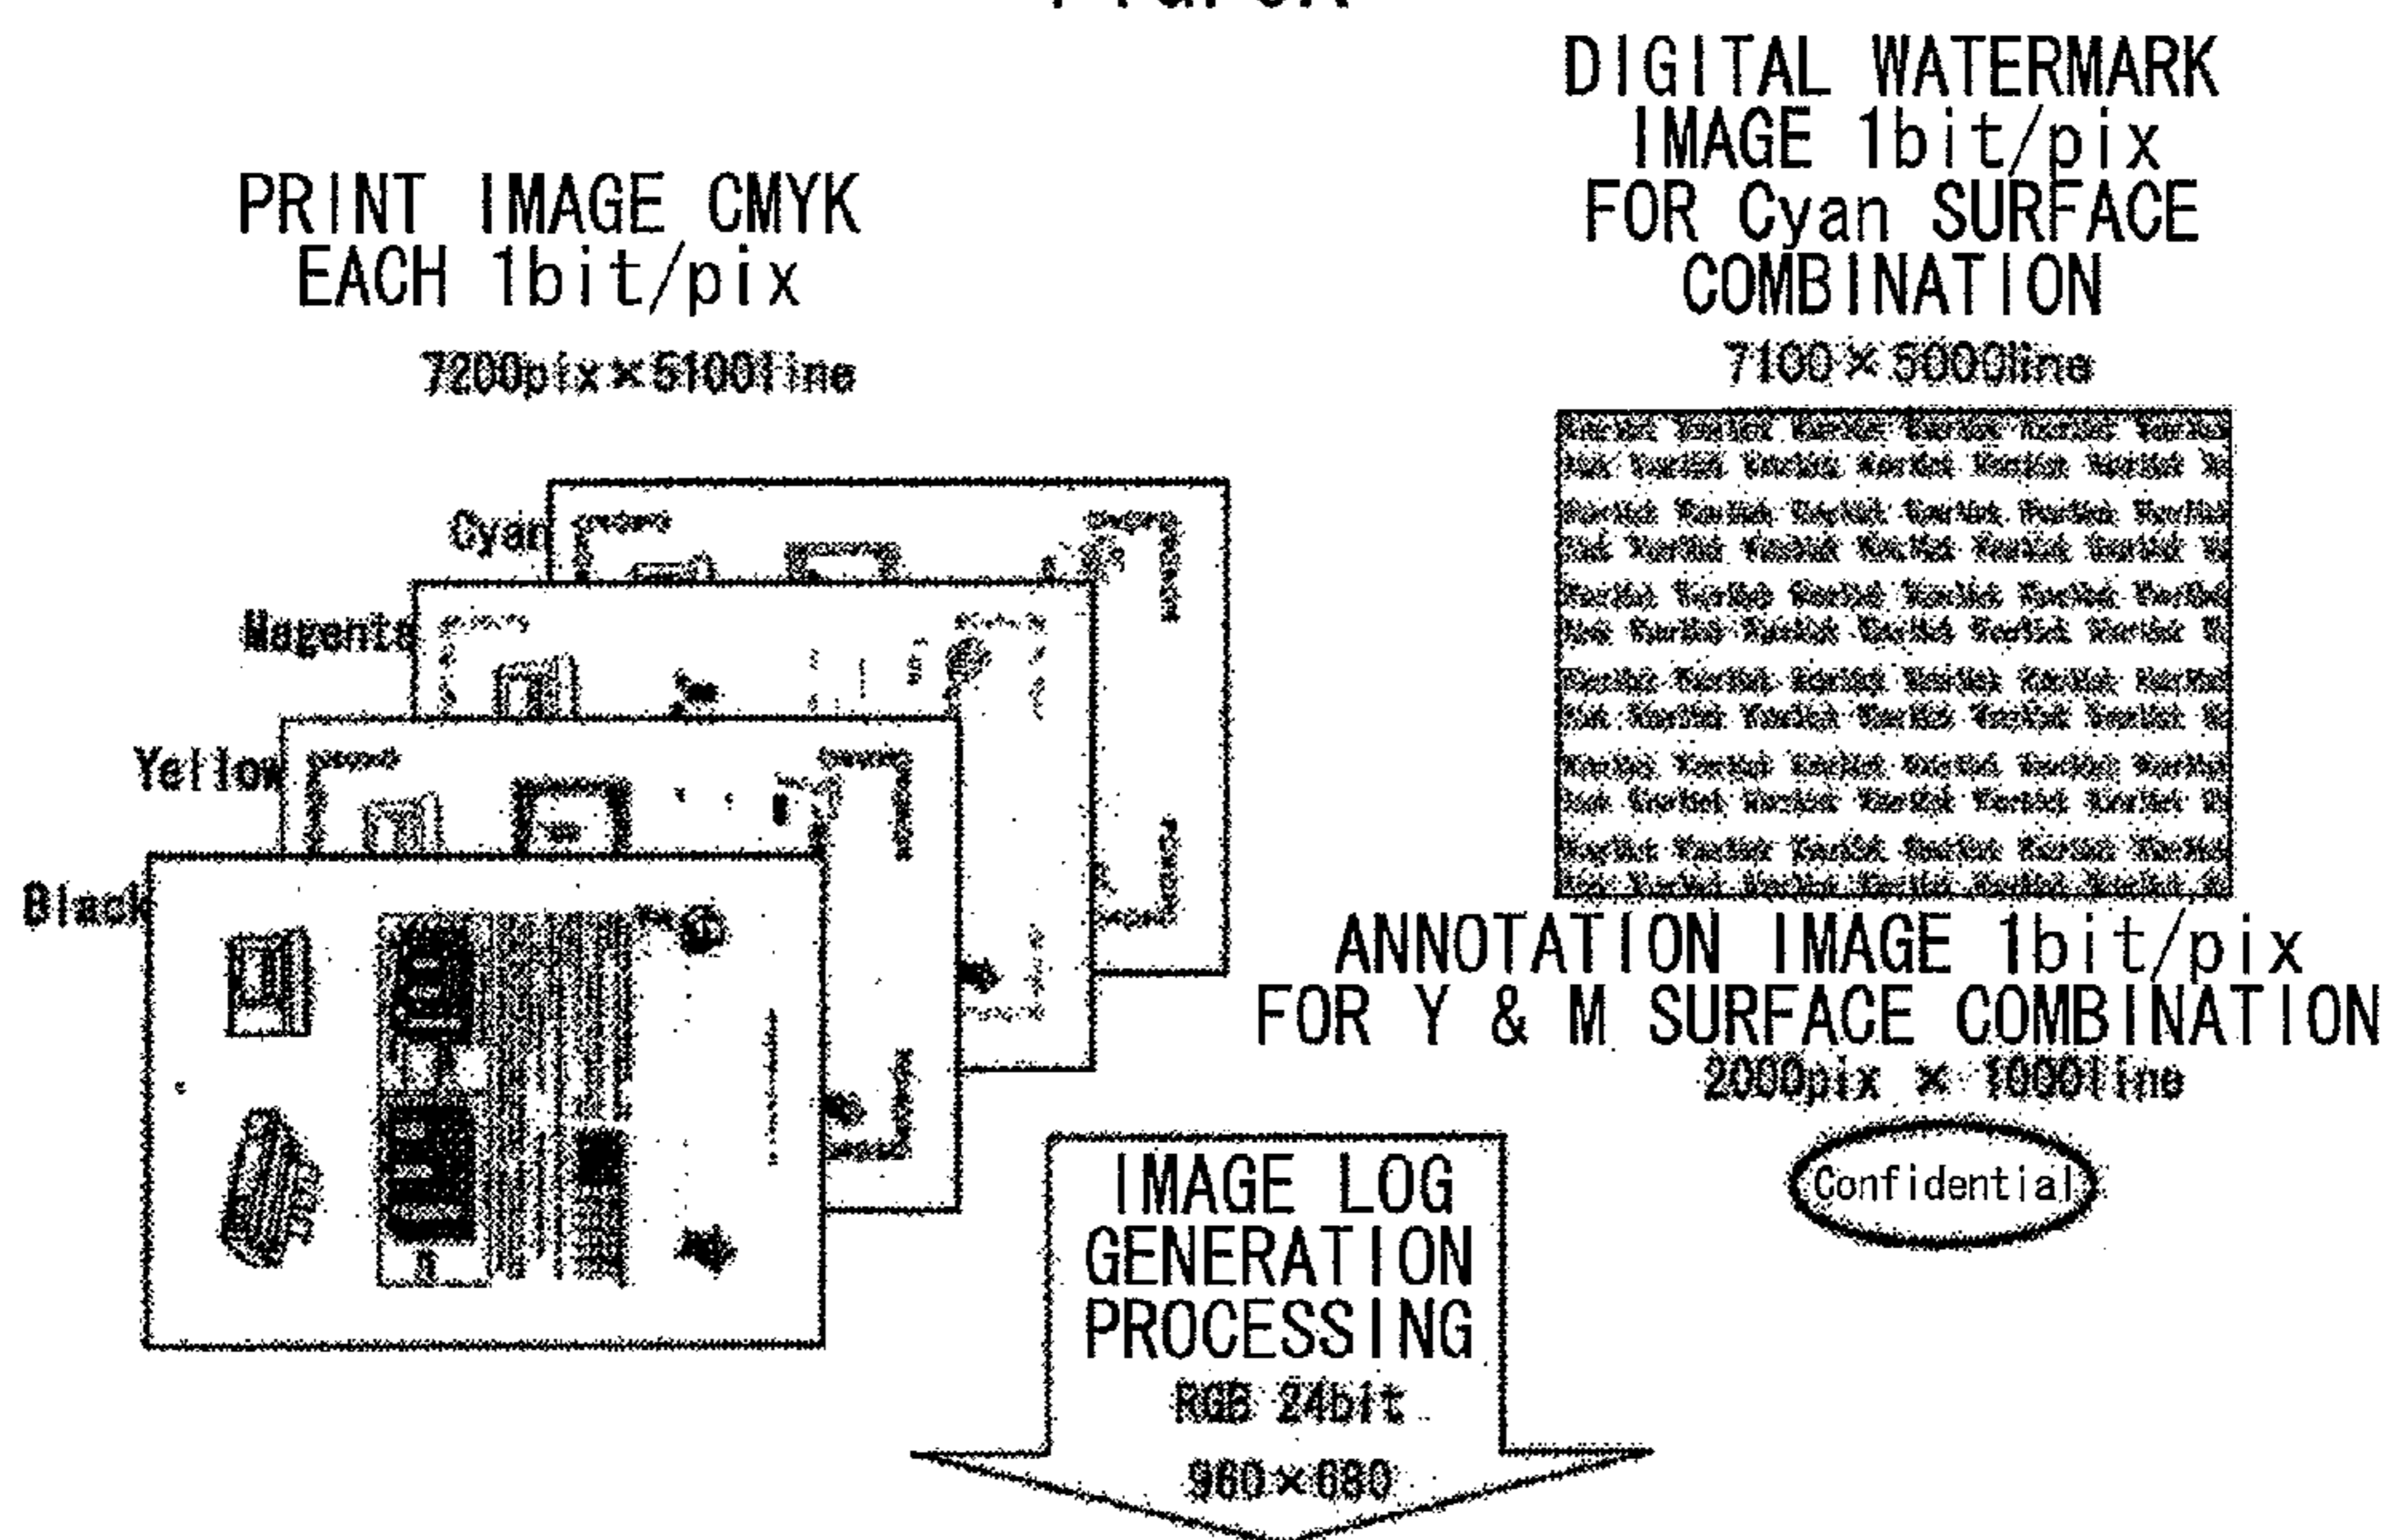 PRINT IMAGE CMYK
EACH 1bit/pix
7200pix×5100line
Cyan
Magenta
Yellow
Black
DIGITAL WATERMARK
IMAGE 1bit/pix
FOR Cyan SURFACE
COMBINATION
7100×5000line
ANNOTATION IMAGE 1bit/pix
FOR Y & M SURFACE COMBINATION
2000pix × 1000line
Confidential
IMAGE LOG
GENERATION
PROCESSING
RGB 24bit
960×680